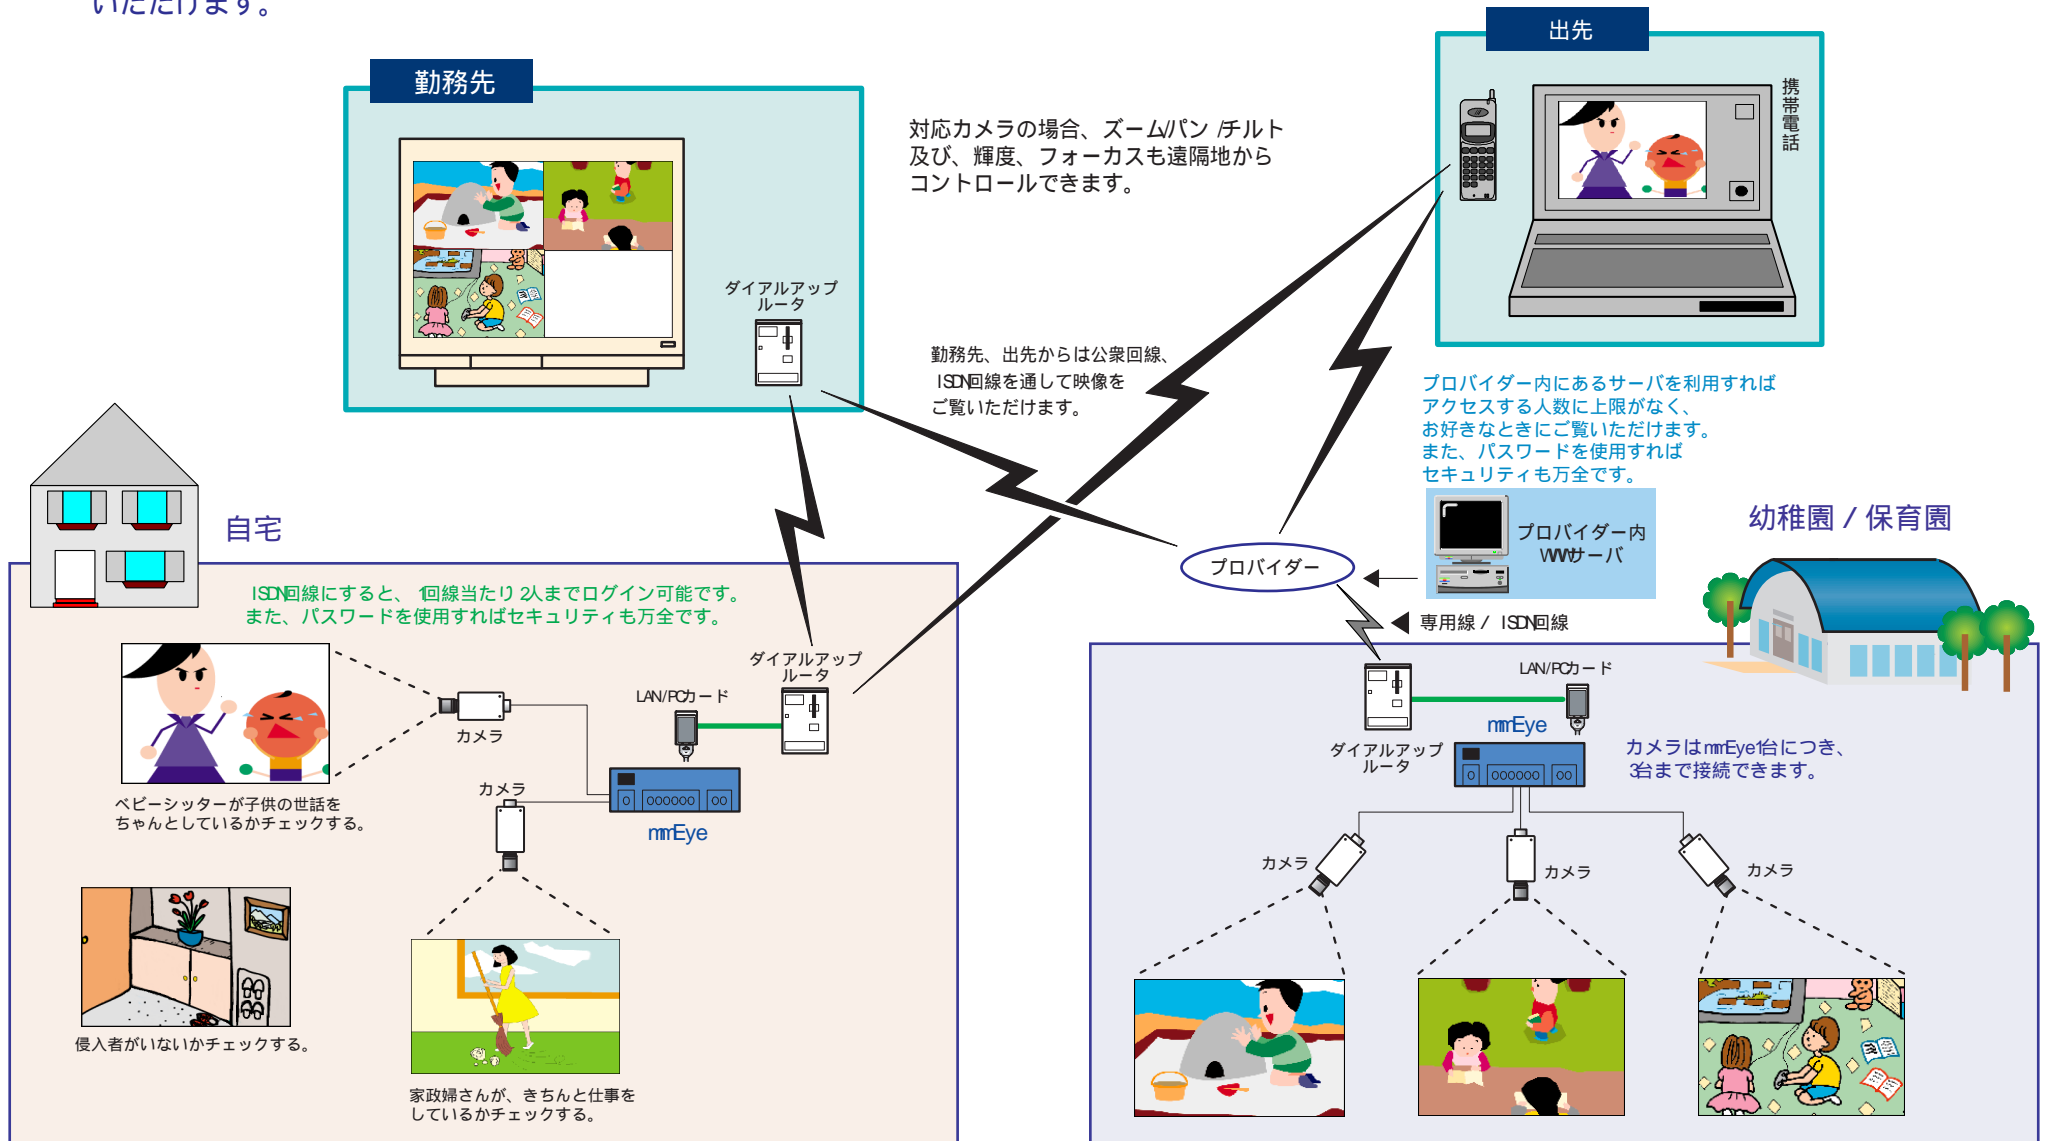 いただけます。
出先
勤務先
携帯電話
対応カメラの場合、ズーム/パン/チルト
及び、輝度、フォーカスも遠隔地から
コントロールできます。
ダイアルアップ
ルータ
勤務先、出先からは公衆回線、
ISDN回線を通して映像を
ご覧いただけます。
プロバイダー内にあるサーバを利用すれば
アクセスする人数に上限がなく、
お好きなときにご覧いただけます。
また、パスワードを使用すれば
セキュリティも万全です。
プロバイダー内
WWWサーバ
プロバイダー
専用線 / ISDN回線
自宅
ISDN回線にすると、1回線当たり2人までログイン可能です。
また、パスワードを使用すればセキュリティも万全です。
ダイアルアップ
ルータ
LAN/PCカード
カメラ
カメラ
mmEye
ベビーシッターが子供の世話を
ちゃんとしているかチェックする。
侵入者がいないかチェックする。
家政婦さんが、きちんと仕事を
しているかチェックする。
幼稚園 / 保育園
LAN/PCカード
mmEye
ダイアルアップ
ルータ
カメラはmmEye1台につき、
3台まで接続できます。
カメラ
カメラ
カメラ